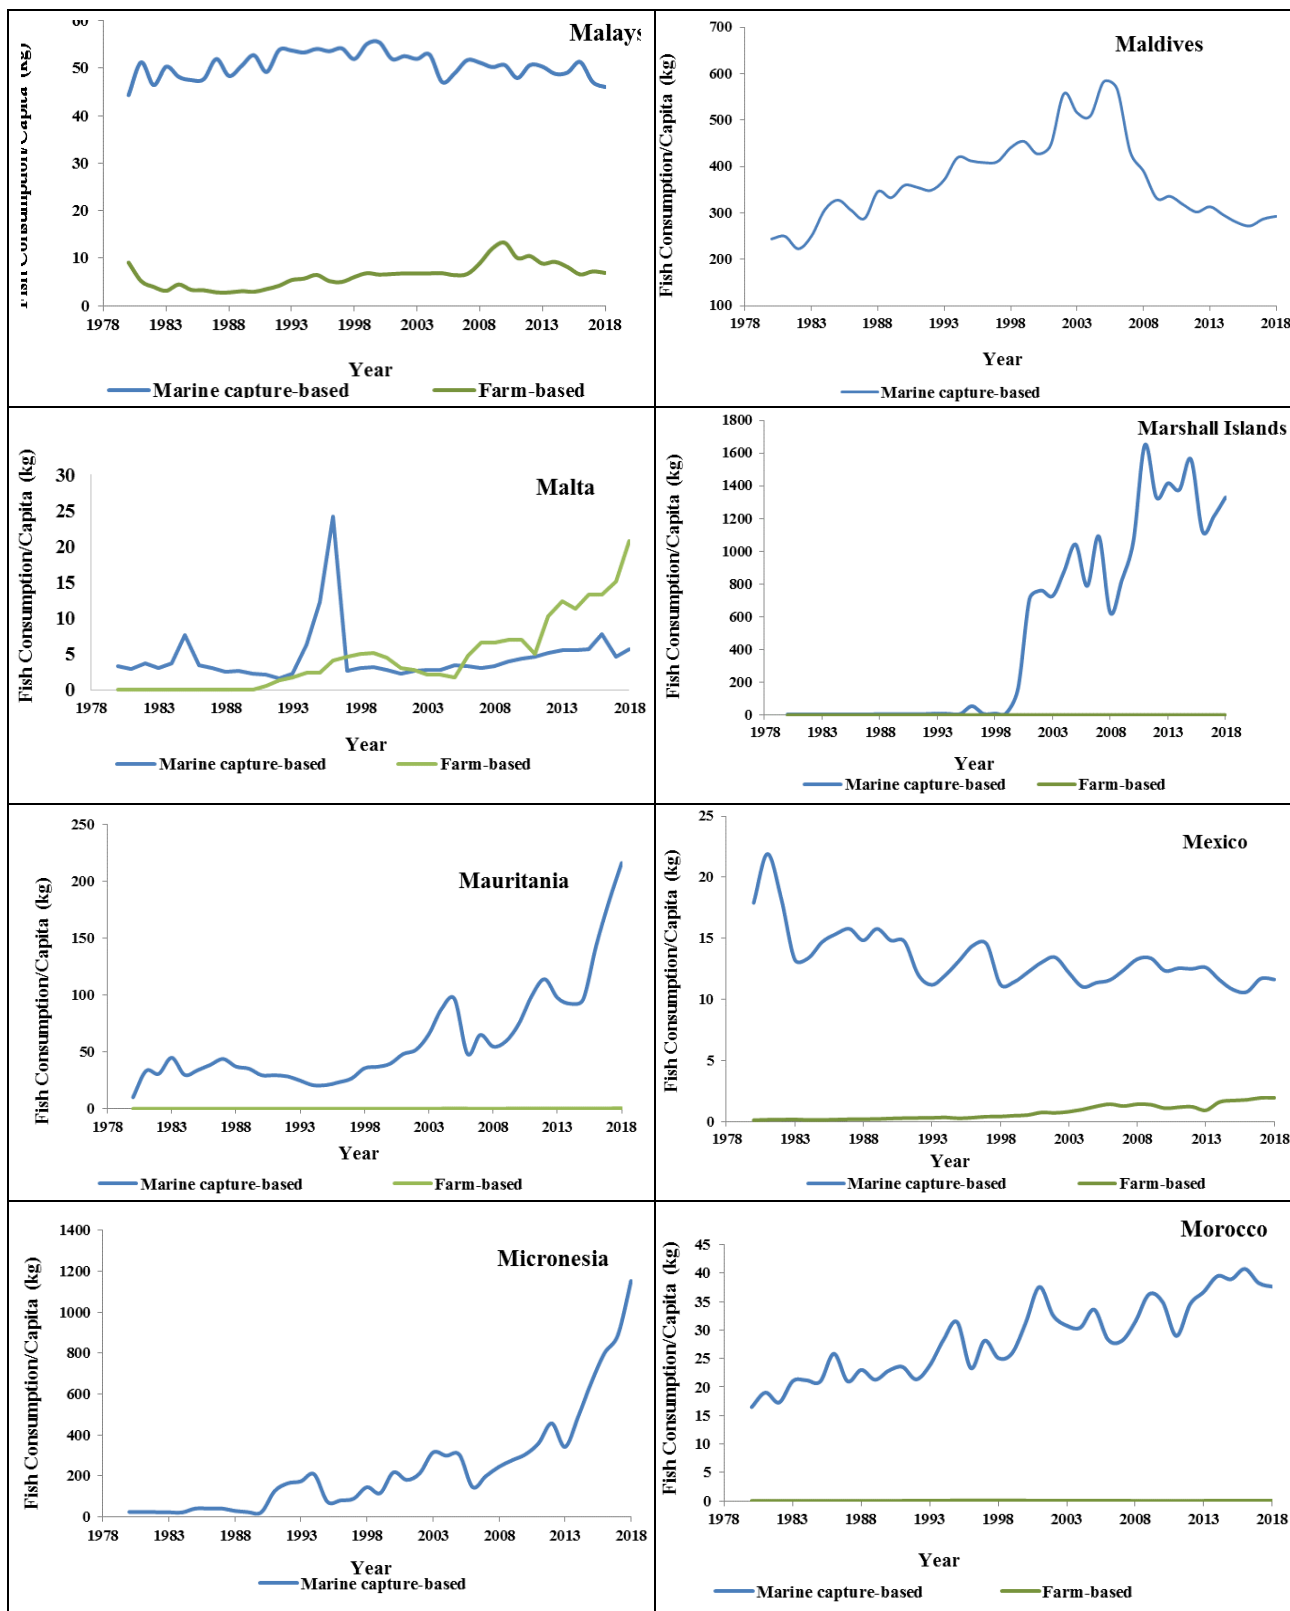 Malays
Fish Consumption/Capita (kg)
60
50
40
30
20
10
0
1978 1983 1988 1993 1998 2003 2008 2013 2018
Year
Marine capture-based Farm-based
Maldives
Fish Consumption/Capita (kg)
700
600
500
400
300
200
100
1978 1983 1988 1993 1998 2003 2008 2013 2018
Year
Marine capture-based
Malta
Fish Consumption/Capita (kg)
30
25
20
15
10
5
0
1978 1983 1988 1993 1998 2003 2008 2013 2018
Year
Marine capture-based Farm-based
Marshall Islands
Fish Consumption/Capita (kg)
1800
1600
1400
1200
1000
800
600
400
200
0
1978 1983 1988 1993 1998 2003 2008 2013 2018
Year
Marine capture-based Farm-based
Mauritania
Fish Consumption/Capita (kg)
250
200
150
100
50
0
1978 1983 1988 1993 1998 2003 2008 2013 2018
Year
Marine capture-based Farm-based
Mexico
Fish Consumption/Capita (kg)
25
20
15
10
5
0
1978 1983 1988 1993 1998 2003 2008 2013 2018
Year
Marine capture-based Farm-based
Micronesia
Fish Consumption/Capita (kg)
1400
1200
1000
800
600
400
200
0
1978 1983 1988 1993 1998 2003 2008 2013 2018
Year
Marine capture-based
Morocco
Fish Consumption/Capita (kg)
45
40
35
30
25
20
15
10
5
0
1978 1983 1988 1993 1998 2003 2008 2013 2018
Year
Marine capture-based Farm-based